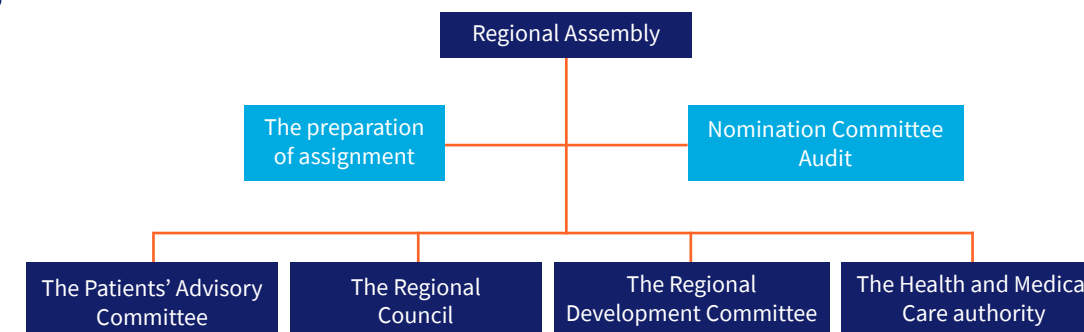 Regional Assembly
The preparation
of assignment
Nomination Committee
Audit
The Patients’ Advisory
Committee
The Regional
Council
The Regional
Development Committee
The Health and Medica
Care authority